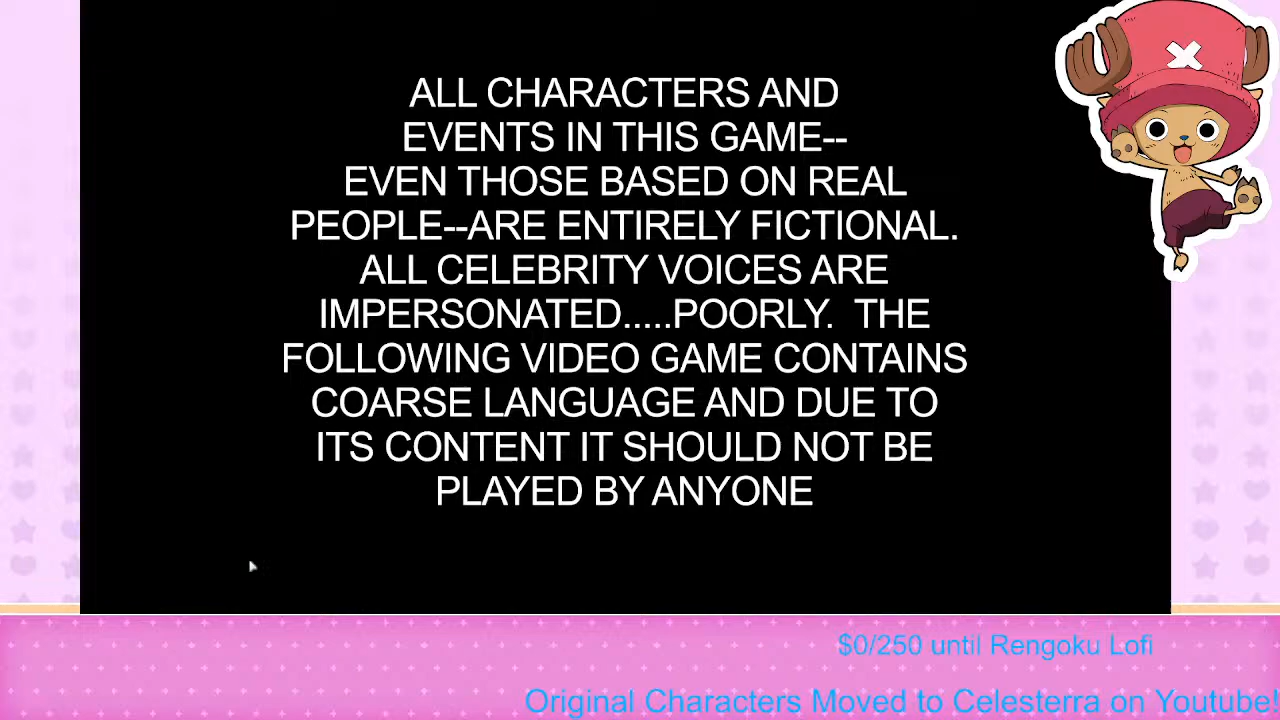 ALL CHARACTERS AND
EVENTS IN THIS GAME--
EVEN THOSE BASED ON REAL
PEOPLE--ARE ENTIRELY FICTIONAL.
ALL CELEBRITY VOICES ARE
IMPERSONATED.....POORLY. THE
FOLLOWING VIDEO GAME CONTAINS
COARSE LANGUAGE AND DUE TO
ITS CONTENT IT SHOULD NOT BE
PLAYED BY ANYONE
$0/250 until Rengoku Lofi
Original Characters Moved to Celesterra on Youtube!